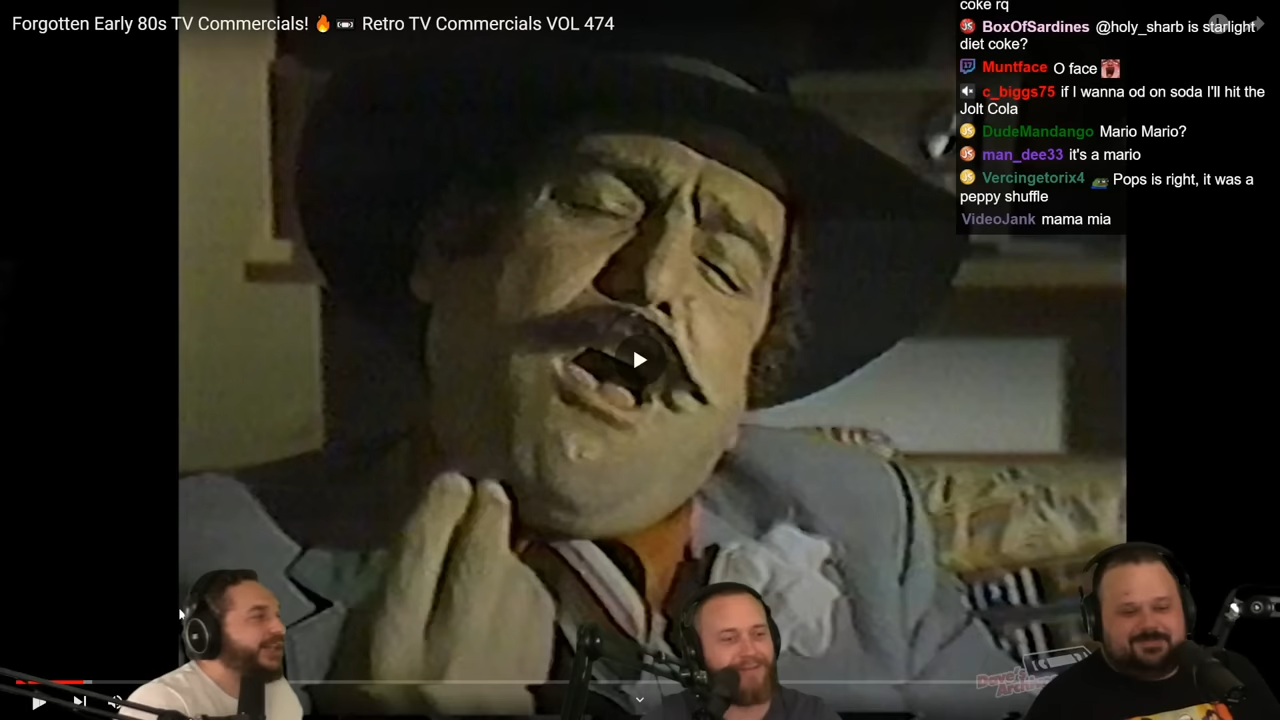 Forgotten Early 80s TV Commercials! 🔥 📼 Retro TV Commercials VOL 474
coke rq
BoxOfSardines @holy_sharb is starlight
diet coke?
Muntface O face
c_biggs75 if I wanna od on soda I'll hit the
Jolt Cola
DudeMandango Mario Mario?
man_dee33 it's a mario
Vercingetorix4 Pops is right, it was a
peppy shuffle
VideoJank mama mia
Dave's
Archives